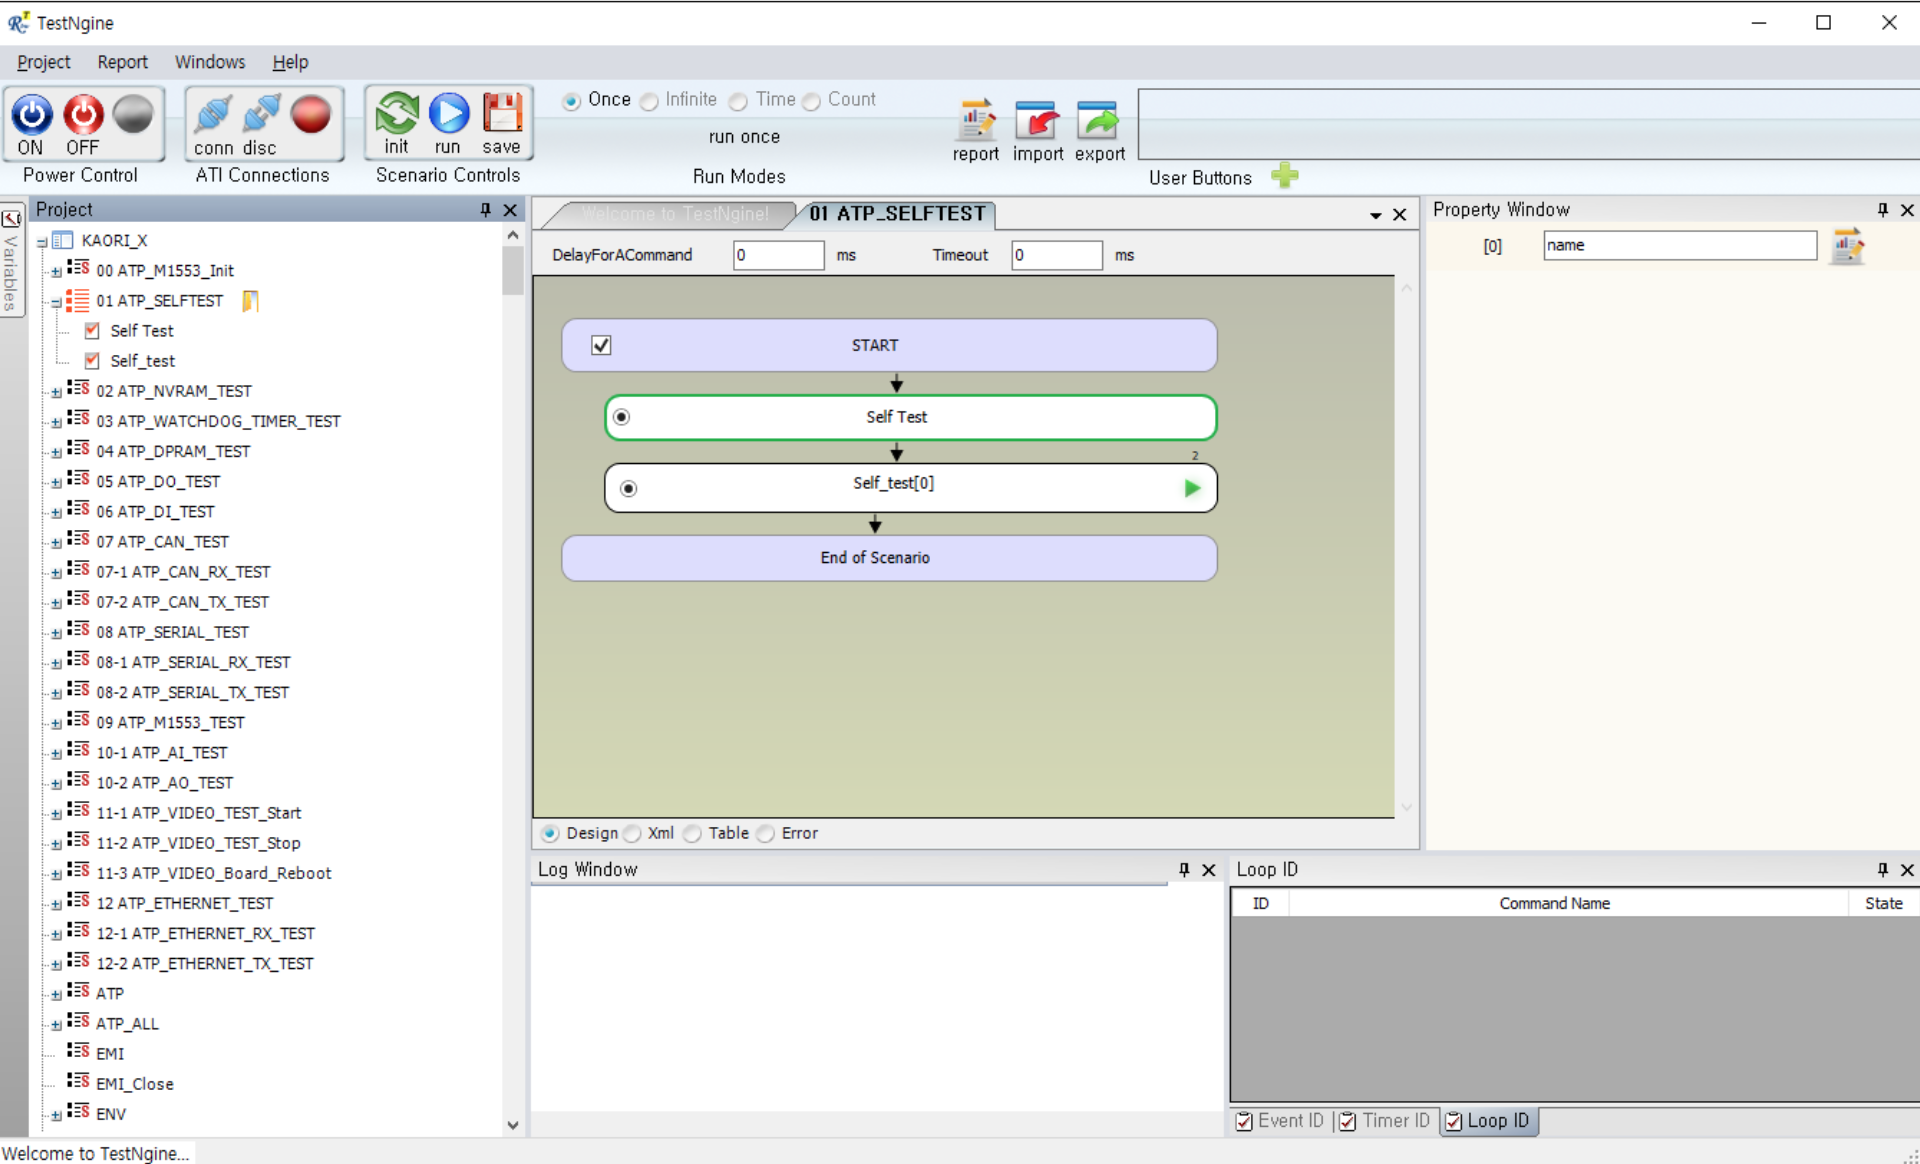 TestNgine
Project Report Windows Help
ON OFF
Power Control
conn disc
ATI Connections
init run save
Scenario Controls
Once Infinite Time Count
run once
Run Modes
report import export
User Buttons
Variables
Project
KAORI_X
00 ATP_M1553_Init
01 ATP_SELFTEST
Self Test
Self_test
02 ATP_NVRAM_TEST
03 ATP_WATCHDOG_TIMER_TEST
04 ATP_DPRAM_TEST
05 ATP_DO_TEST
06 ATP_DI_TEST
07 ATP_CAN_TEST
07-1 ATP_CAN_RX_TEST
07-2 ATP_CAN_TX_TEST
08 ATP_SERIAL_TEST
08-1 ATP_SERIAL_RX_TEST
08-2 ATP_SERIAL_TX_TEST
09 ATP_M1553_TEST
10-1 ATP_AI_TEST
10-2 ATP_AO_TEST
11-1 ATP_VIDEO_TEST_Start
11-2 ATP_VIDEO_TEST_Stop
11-3 ATP_VIDEO_Board_Reboot
12 ATP_ETHERNET_TEST
12-1 ATP_ETHERNET_RX_TEST
12-2 ATP_ETHERNET_TX_TEST
ATP
ATP_ALL
EMI
EMI_Close
ENV
Welcome to TestNgine! 01 ATP_SELFTEST
DelayForACommand 0 ms Timeout 0 ms
START
Self Test
2
Self_test[0]
End of Scenario
Design Xml Table Error
Property Window
[0] name
Log Window
Loop ID
ID Command Name State
Event ID Timer ID Loop ID
Welcome to TestNgine...